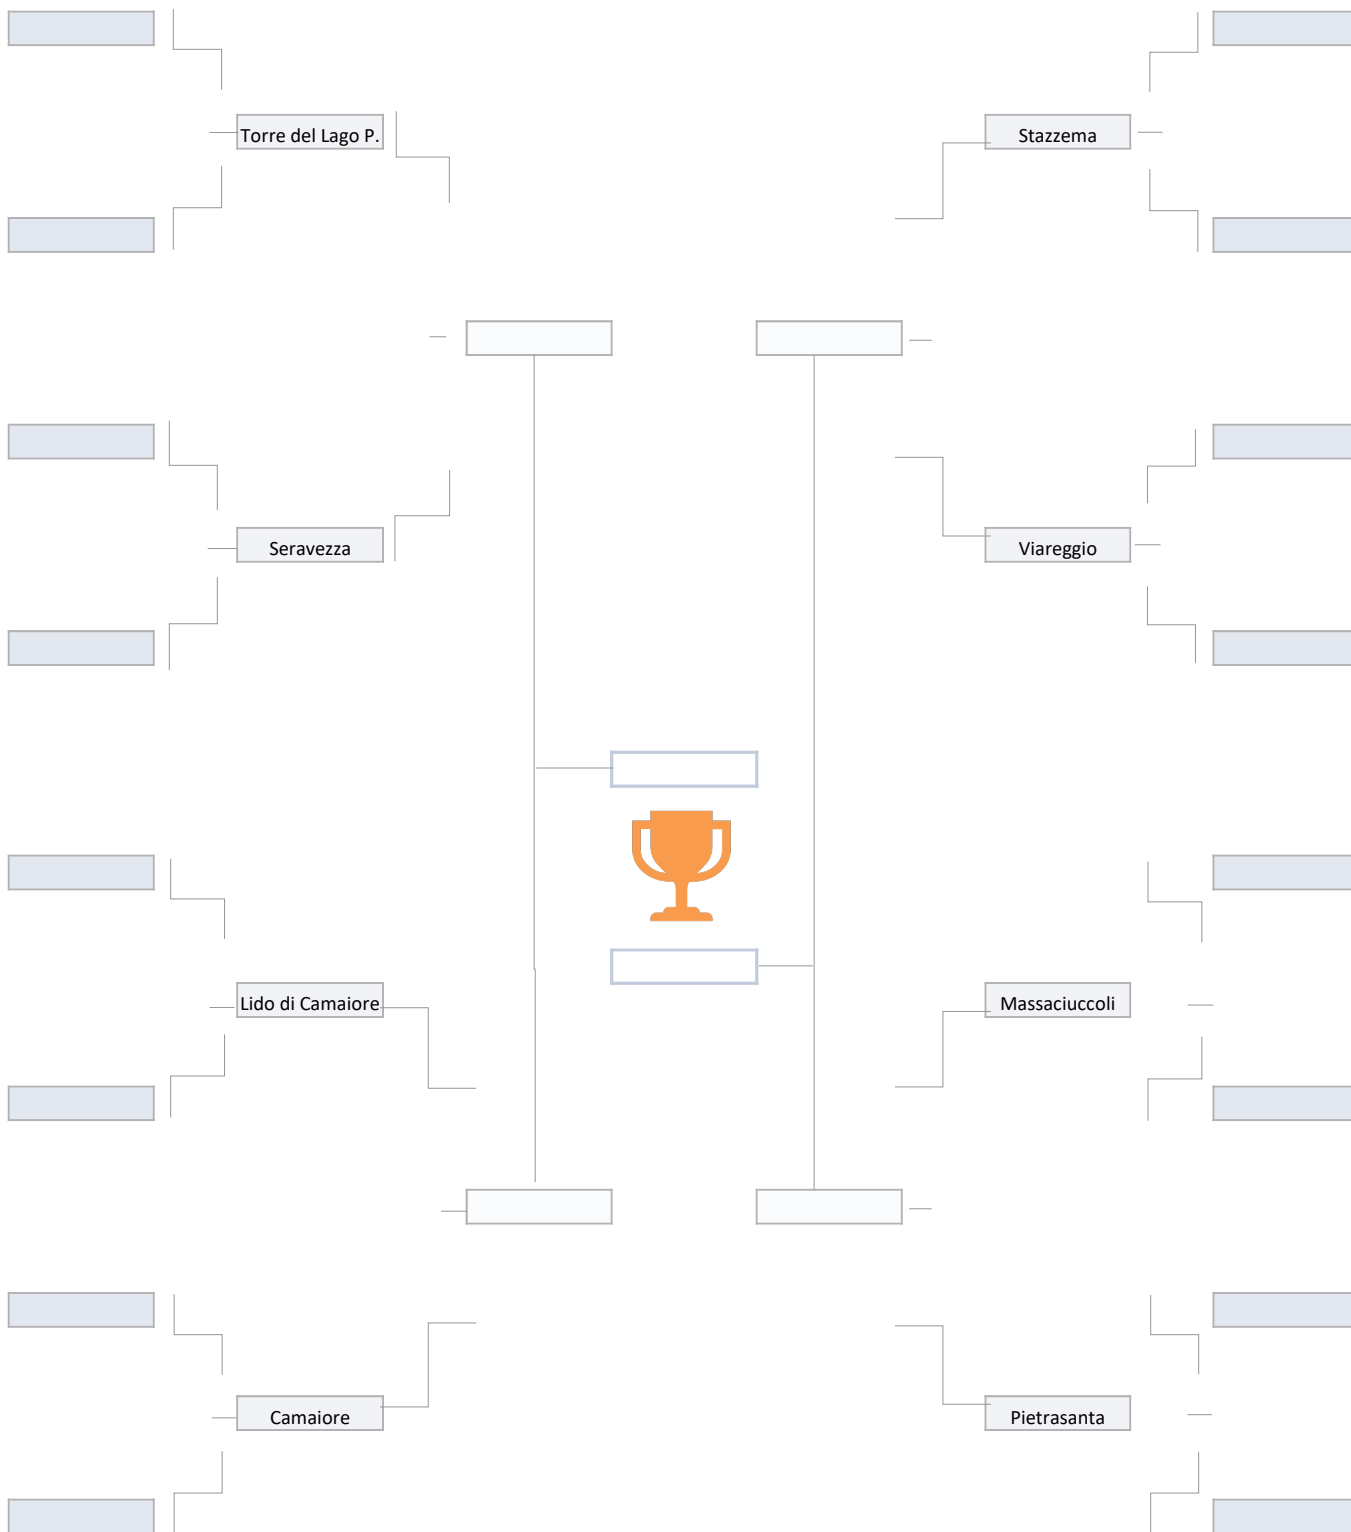 Torre del Lago P.
Stazzema
Seravezza
Viareggio
Lido di Camaiore
Massaciuccoli
Camaiore
Pietrasanta